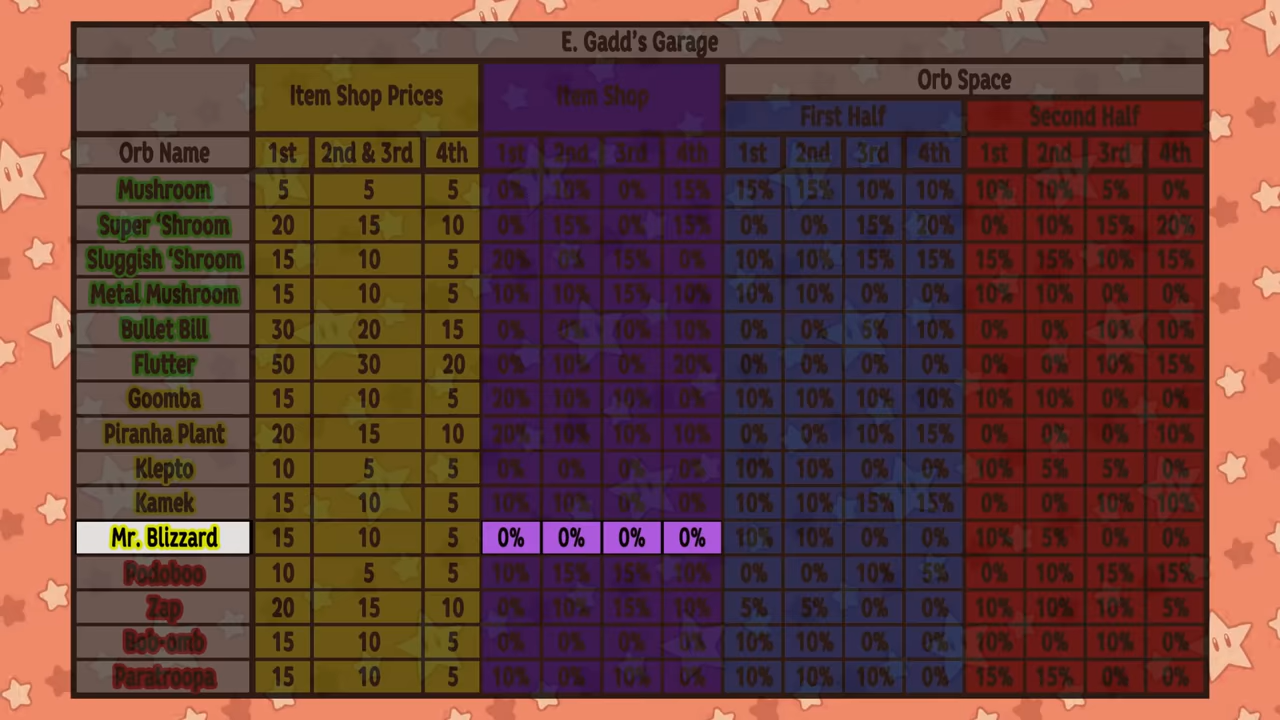 E. Gadd's Garage
Item Shop Prices Item Shop Orb Space
First Half Second Half
Orb Name 1st 2nd & 3rd 4th 1st 2nd 3rd 4th 1st 2nd 3rd 4th 1st 2nd 3rd 4th
Mushroom 5 5 5 0% 10% 0% 15% 15% 15% 10% 10% 10% 10% 5% 0%
Super ‘Shroom 20 15 10 0% 15% 0% 15% 0% 0% 15% 20% 0% 10% 15% 20%
Sluggish ‘Shroom 15 10 5 20% 0% 15% 0% 10% 10% 15% 15% 15% 15% 10% 15%
Metal Mushroom 15 10 5 10% 10% 15% 10% 10% 10% 0% 0% 10% 10% 0% 0%
Bullet Bill 30 20 15 0% 0% 10% 10% 0% 0% 5% 10% 0% 0% 10% 10%
Flutter 50 30 20 0% 10% 0% 20% 0% 0% 0% 0% 0% 0% 10% 15%
Goomba 15 10 5 20% 10% 10% 0% 10% 10% 10% 10% 10% 10% 0% 0%
Piranha Plant 20 15 10 20% 10% 10% 10% 0% 0% 10% 15% 0% 0% 0% 10%
Klepto 10 5 5 0% 0% 0% 0% 10% 10% 0% 0% 10% 5% 5% 0%
Kamek 15 10 5 10% 10% 0% 0% 10% 10% 15% 15% 0% 0% 10% 10%
Mr. Blizzard 15 10 5 0% 0% 0% 0% 10% 10% 0% 0% 10% 5% 0% 0%
Podoboo 10 5 5 10% 15% 15% 10% 0% 0% 10% 5% 0% 10% 15% 15%
Zap 20 15 10 0% 10% 15% 10% 5% 5% 0% 0% 10% 10% 10% 5%
Bob-omb 15 10 5 0% 0% 0% 0% 10% 10% 10% 0% 10% 0% 10% 0%
Paratroopa 15 10 5 10% 0% 10% 0% 10% 10% 10% 0% 15% 15% 0% 0%